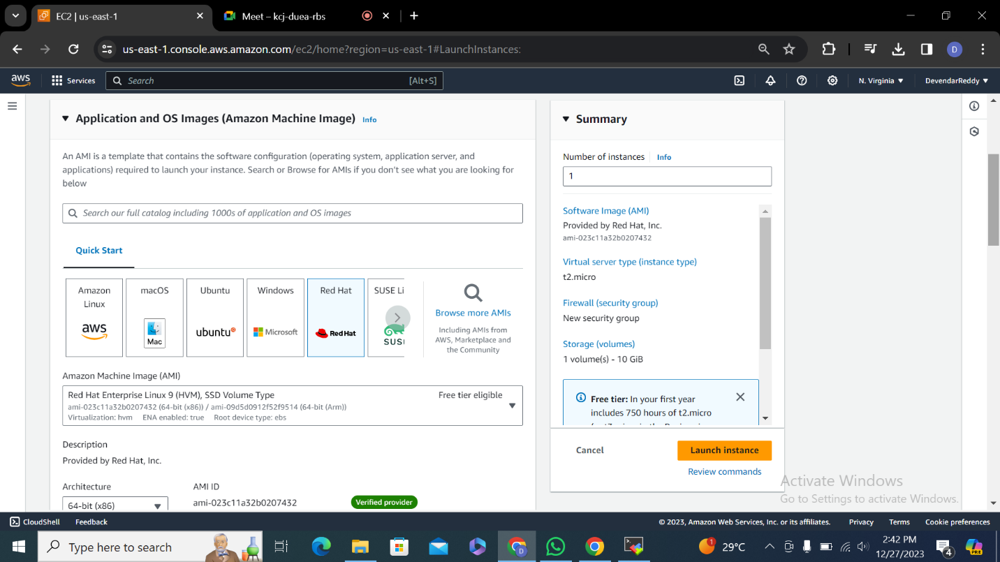 EC2 | us-east-1
Meet – kcj-duea-rbs
us-east-1.console.aws.amazon.com/ec2/home?region=us-east-1#LaunchInstances:
D
aws
Services
Search
[Alt+S]
N. Virginia
DevendarReddy
Application and OS Images (Amazon Machine Image) Info
An AMI is a template that contains the software configuration (operating system, application server, and
applications) required to launch your instance. Search or Browse for AMIs if you don't see what you are looking for
below
Search our full catalog including 1000s of application and OS images
Quick Start
Amazon
Linux
aws
macOS
Mac
Ubuntu
ubuntu
Windows
Microsoft
Red Hat
Red Hat
SUSE Li
SUS
Browse more AMIs
Including AMIs from
AWS, Marketplace and
the Community
Amazon Machine Image (AMI)
Red Hat Enterprise Linux 9 (HVM), SSD Volume Type
Free tier eligible
ami-023c11a32b0207432 (64-bit (x86)) / ami-09d5d0912f52f9514 (64-bit (Arm))
Virtualization: hvm ENA enabled: true Root device type: ebs
Description
Provided by Red Hat, Inc.
Architecture
64-bit (x86)
AMI ID
ami-023c11a32b0207432
Verified provider
Summary
Number of instances Info
1
Software Image (AMI)
Provided by Red Hat, Inc.
ami-023c11a32b0207432
Virtual server type (instance type)
t2.micro
Firewall (security group)
New security group
Storage (volumes)
1 volume(s) - 10 GiB
Free tier: In your first year
includes 750 hours of t2.micro
Cancel
Launch instance
Review commands
Activate Windows
Go to Settings to activate Windows.
CloudShell
Feedback
© 2023, Amazon Web Services, Inc. or its affiliates.
Privacy
Terms
Cookie preferences
Type here to search
D
1
29°C
2:42 PM
12/27/2023
4
PRE